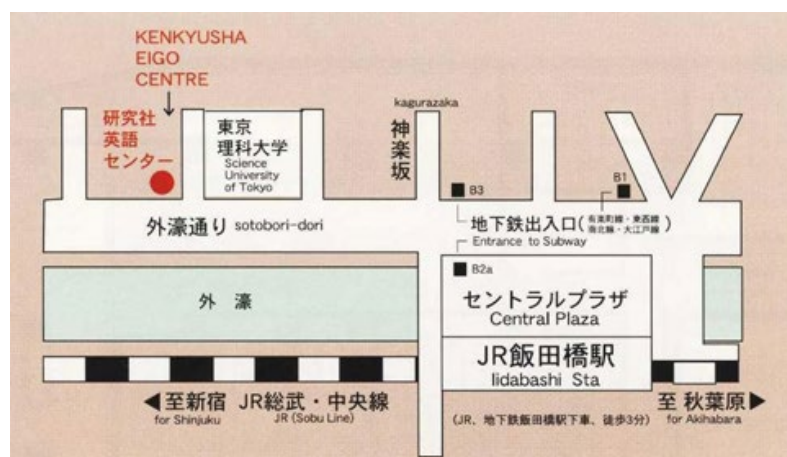 KENKYUSHA
EIGO
CENTRE
研究社
英語
センター
東京
理科大学
Science
University
of Tokyo
kagurazaka
神楽坂
B3
B1
外濠通り sotobori-dori
地下鉄出入口(有楽町線・東西線
南北線・大江戸線)
Entrance to Subway
B2a
外 濠
セントラルプラザ
Central Plaza
JR飯田橋駅
Iidabashi Sta
◀至新宿 JR総武・中央線
for Shinjuku JR (Sobu Line)
(JR、地下鉄飯田橋駅下車、徒歩3分)
至 秋葉原▶
for Akihabara